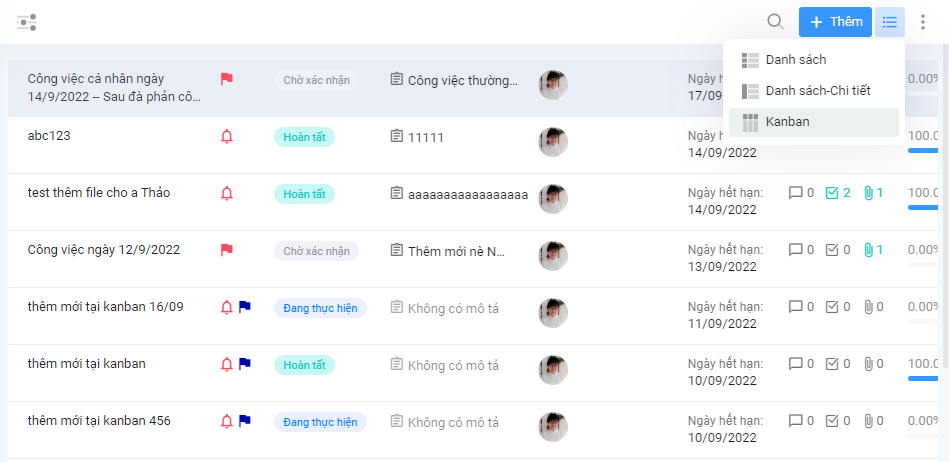 Thêm
Danh sách
Danh sách-Chi tiết
Kanban
Công việc cá nhân ngày
14/9/2022 -- Sau đà phản cô...
Chờ xác nhận
Công việc thường...
Ngày h
17/09
0.00%
abc123
Hoàn tất
11111
14/09/2022
100.0
test thêm file cho a Thảo
Hoàn tất
aaaaaaaaaaaaaaaaa
Ngày hết hạn:
14/09/2022
0 2 1
100.0
Công việc ngày 12/9/2022
Chờ xác nhận
Thêm mới nè N...
Ngày hết hạn:
13/09/2022
0 0 1
0.00%
thêm mới tại kanban 16/09
Đang thực hiện
Không có mô tả
Ngày hết hạn:
11/09/2022
0 0 0
0.00%
thêm mới tại kanban
Hoàn tất
Không có mô tả
Ngày hết hạn:
10/09/2022
0 0 0
100.0
thêm mới tại kanban 456
Đang thực hiện
Không có mô tả
Ngày hết hạn:
10/09/2022
0 0 0
0.00%